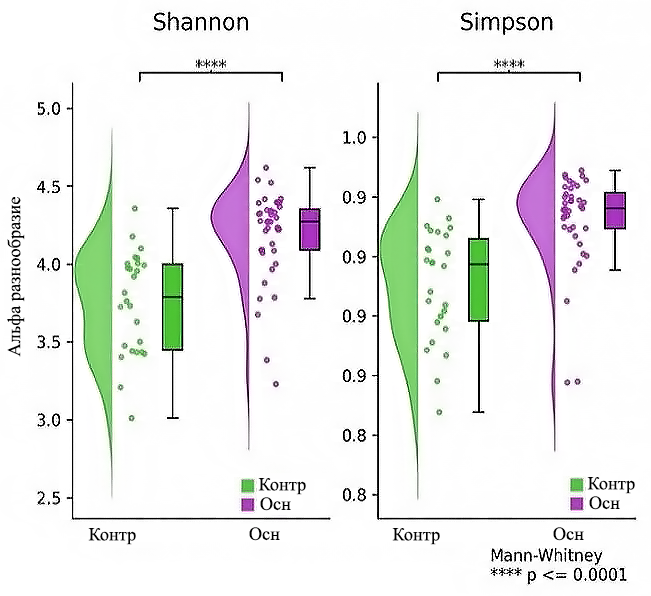 Shannon
Simpson
****
****
Альфа разнообразие
5.0
4.5
4.0
3.5
3.0
2.5
1.0
0.9
0.9
0.9
0.9
0.8
0.8
Контр
Осн
Контр
Осн
Контр
Осн
Контр
Осн
Mann-Whitney
**** p <= 0.0001